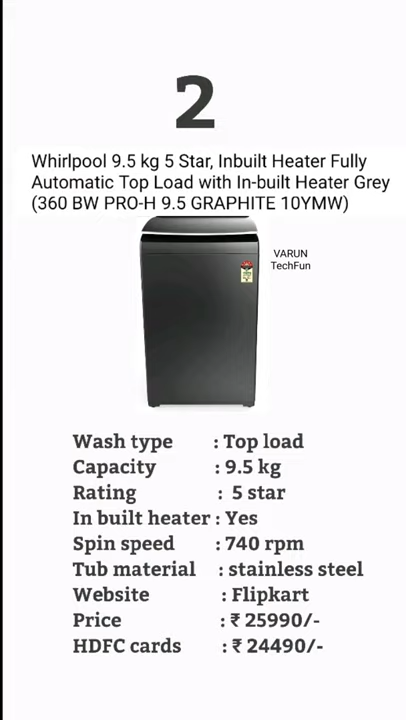 2
Whirlpool 9.5 kg 5 Star, Inbuilt Heater Fully
Automatic Top Load with In-built Heater Grey
(360 BW PRO-H 9.5 GRAPHITE 10YMW)
VARUN
TechFun
Wash type : Top load
Capacity : 9.5 kg
Rating : 5 star
In built heater : Yes
Spin speed : 740 rpm
Tub material : stainless steel
Website : Flipkart
Price : ₹ 25990/-
HDFC cards : ₹ 24490/-